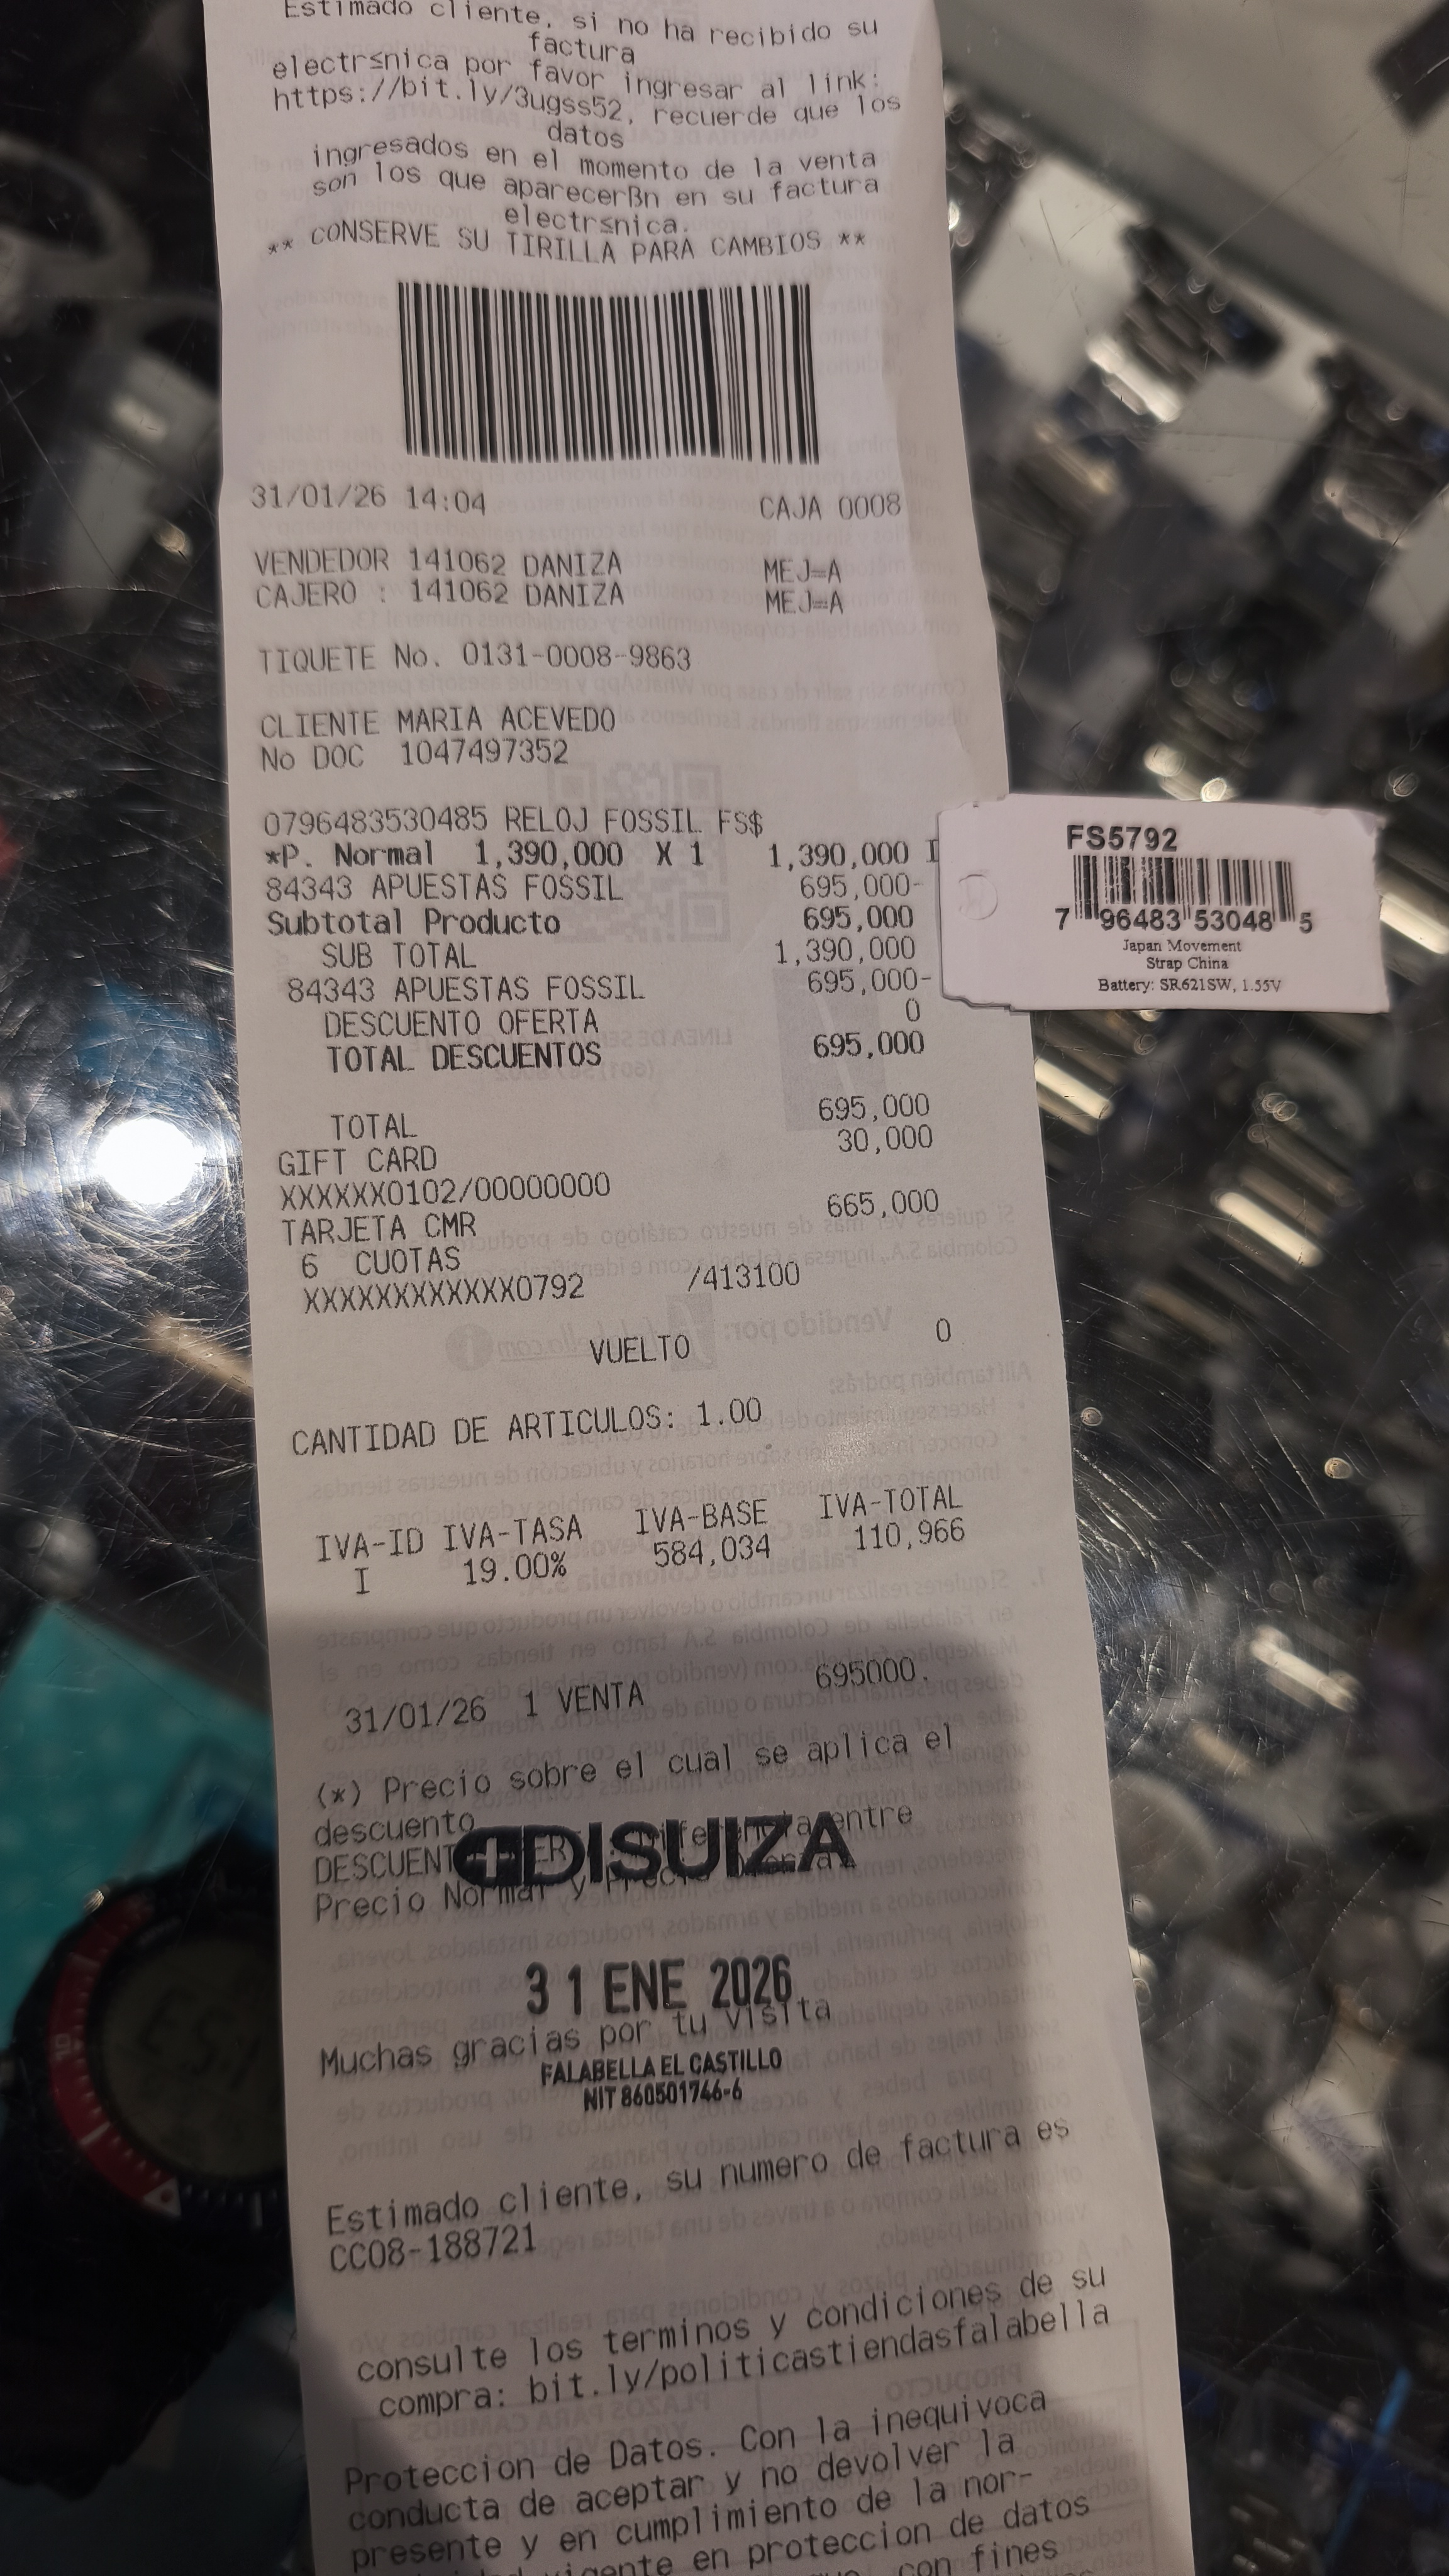 Estimado cliente, si no ha recibido su
factura
electr≤nica por favor ingresar al link:
https://bit.ly/3ugss52, recuerde que los
datos
ingresados en el momento de la venta
son los que aparecerßn en su factura
electr≤nica.
** CONSERVE SU TIRILLA PARA CAMBIOS **
31/01/26 14:04 CAJA 0008
VENDEDOR 141062 DANIZA MEJ═A
CAJERO : 141062 DANIZA MEJ═A
TIQUETE No. 0131-0008-9863
CLIENTE MARIA ACEVEDO
No DOC 1047497352
0796483530485 RELOJ FOSSIL FS$
*P. Normal 1,390,000 X 1 1,390,000 I
84343 APUESTAS FOSSIL 695,000-
Subtotal Producto 695,000
SUB TOTAL 1,390,000
84343 APUESTAS FOSSIL 695,000-
DESCUENTO OFERTA 0
TOTAL DESCUENTOS 695,000
TOTAL 695,000
GIFT CARD 30,000
XXXXXX0102/00000000
TARJETA CMR 665,000
6 CUOTAS
XXXXXXXXXXXX0792 /413100
VUELTO 0
CANTIDAD DE ARTICULOS: 1.00
IVA-ID IVA-TASA IVA-BASE IVA-TOTAL
I 19.00% 584,034 110,966
31/01/26 1 VENTA 695000.
(*) Precio sobre el cual se aplica el
descuento
DISUIZA
entre
Precio Normal y Precio
31 ENE 2026
Muchas gracias por tu visita
FALABELLA EL CASTILLO
NIT 860501746-6
Estimado cliente, su numero de factura es
CC08-188721
consulte los terminos y condiciones de su
compra: bit.ly/politicastiendasfalabella
Proteccion de Datos. Con la inequivoca
conducta de aceptar y no devolver la
presente y en cumplimiento de la nor-
vigente en proteccion de datos
con fines
FS5792
7 96483 53048 5
Japan Movement
Strap China
Battery: SR621SW, 1.55V